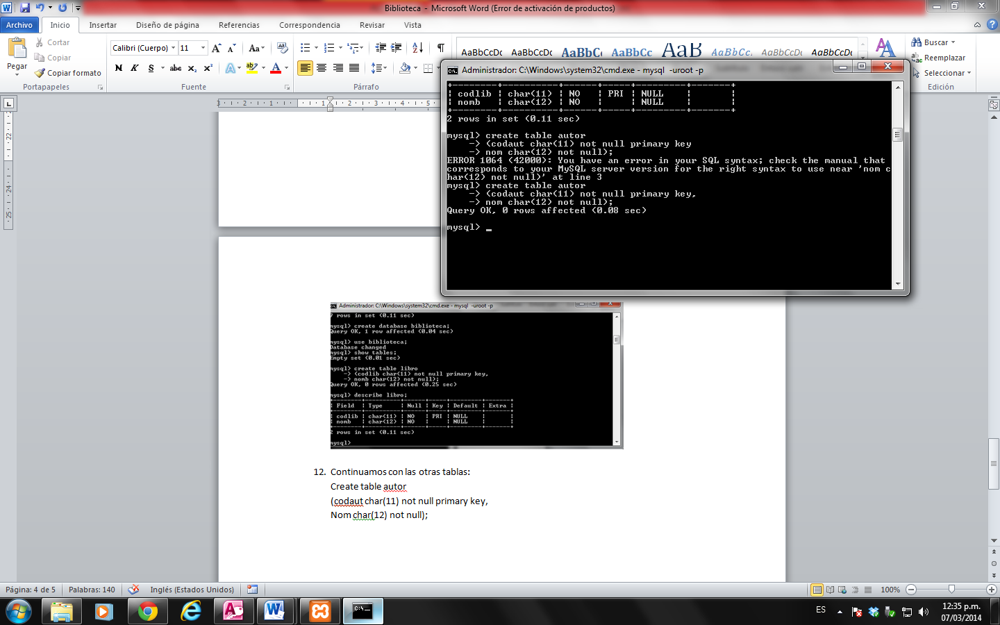 Biblioteca - Microsoft Word (Error de activación de productos)
Archivo Inicio Insertar Diseño de página Referencias Correspondencia Revisar Vista
Pegar
Cortar
Copiar
Copiar formato
Portapapeles
Calibri (Cuerpo) 11
Fuente
Párrafo
AaBbCcDc AaBbCcDc AaBbC AaBbCc AaB AaBbCc. AaBbCcDc AaBbCcDc
Buscar
Reemplazar
Seleccionar
Edición
Administrador: C:\Windows\system32\cmd.exe - mysql -uroot -p
| codlib | char(11) | NO | PRI | NULL | |
| nomb | char(12) | NO | | NULL | |
2 rows in set (0.11 sec)
mysql> create table autor
-> (codaut char(11) not null primary key
-> nom char(12) not null);
ERROR 1064 (42000): You have an error in your SQL syntax; check the manual that
corresponds to your MySQL server version for the right syntax to use near 'nom c
har(12) not null)' at line 3
mysql> create table autor
-> (codaut char(11) not null primary key,
-> nom char(12) not null);
Query OK, 0 rows affected (0.08 sec)
mysql> _
Administrador: C:\Windows\system32\cmd.exe - mysql -uroot -p
rows in set (0.11 sec)
mysql> create database biblioteca;
Query OK, 1 row affected (0.04 sec)
mysql> use biblioteca;
Database changed
mysql> show tables;
Empty set (0.01 sec)
mysql> create table libro
-> (codlib char(11) not null primary key,
-> nomb char(12) not null);
Query OK, 0 rows affected (0.25 sec)
mysql> describe libro;
| Field | Type | Null | Key | Default | Extra |
| codlib | char(11) | NO | PRI | NULL | |
| nomb | char(12) | NO | | NULL | |
2 rows in set (0.11 sec)
mysql>
12. Continuamos con las otras tablas:
Create table autor
(codaut char(11) not null primary key,
Nom char(12) not null);
Página: 4 de 5 Palabras: 140 Inglés (Estados Unidos) 100%
ES 12:35 p.m.
07/03/2014